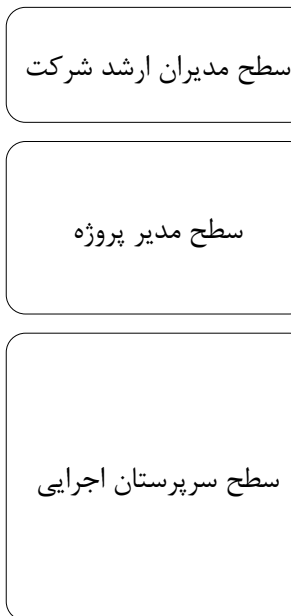 سطح مدیران ارشد شرکت
سطح مدیر پروژه
سطح سرپرستان اجرایی